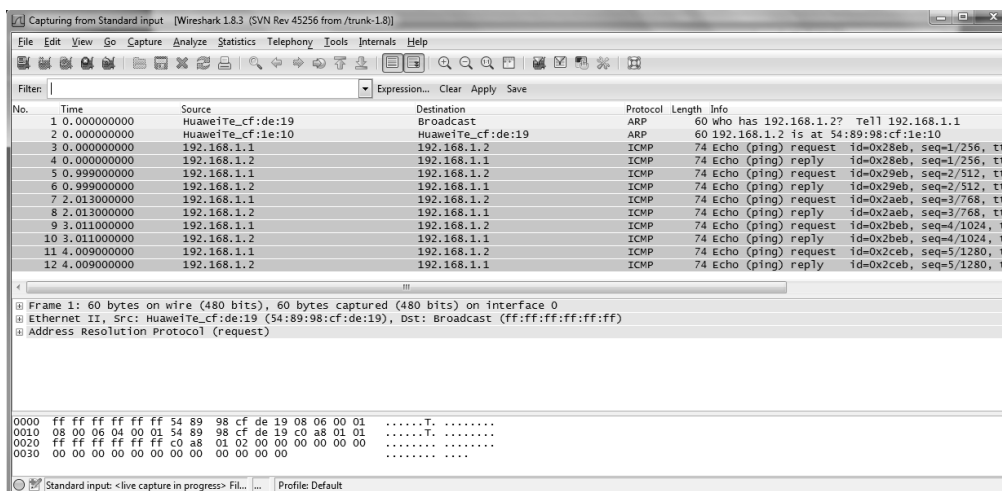 Capturing from Standard input [Wireshark 1.8.3 (SVN Rev 45256 from /trunk-1.8)]
File Edit View Go Capture Analyze Statistics Telephony Tools Internals Help
Filter: Expression... Clear Apply Save
No. Time Source Destination Protocol Length Info
1 0.000000000 HuaweiTe_cf:de:19 Broadcast ARP 60 Who has 192.168.1.2? Tell 192.168.1.1
2 0.000000000 HuaweiTe_cf:1e:10 HuaweiTe_cf:de:19 ARP 60 192.168.1.2 is at 54:89:98:cf:1e:10
3 0.000000000 192.168.1.1 192.168.1.2 ICMP 74 Echo (ping) request id=0x28eb, seq=1/256,
4 0.000000000 192.168.1.2 192.168.1.1 ICMP 74 Echo (ping) reply id=0x28eb, seq=1/256,
5 0.999000000 192.168.1.1 192.168.1.2 ICMP 74 Echo (ping) request id=0x29eb, seq=2/512,
6 0.999000000 192.168.1.2 192.168.1.1 ICMP 74 Echo (ping) reply id=0x29eb, seq=2/512,
7 2.013000000 192.168.1.1 192.168.1.2 ICMP 74 Echo (ping) request id=0x2aeb, seq=3/768,
8 2.013000000 192.168.1.2 192.168.1.1 ICMP 74 Echo (ping) reply id=0x2aeb, seq=3/768,
9 3.011000000 192.168.1.1 192.168.1.2 ICMP 74 Echo (ping) request id=0x2beb, seq=4/1024,
10 3.011000000 192.168.1.2 192.168.1.1 ICMP 74 Echo (ping) reply id=0x2beb, seq=4/1024,
11 4.009000000 192.168.1.1 192.168.1.2 ICMP 74 Echo (ping) request id=0x2ceb, seq=5/1280,
12 4.009000000 192.168.1.2 192.168.1.1 ICMP 74 Echo (ping) reply id=0x2ceb, seq=5/1280,
Frame 1: 60 bytes on wire (480 bits), 60 bytes captured (480 bits) on interface 0
Ethernet II, Src: HuaweiTe_cf:de:19 (54:89:98:cf:de:19), Dst: Broadcast (ff:ff:ff:ff:ff:ff)
Address Resolution Protocol (request)
0000 ff ff ff ff ff ff 54 89 98 cf de 19 08 06 00 01 ......T. ........
0010 08 00 06 04 00 01 54 89 98 cf de 19 c0 a8 01 01 ......T. ........
0020 ff ff ff ff ff ff c0 a8 01 02 00 00 00 00 00 00 ........ ........
0030 00 00 00 00 00 00 00 00 00 00 00 00 ........ ....
Standard input: <live capture in progress> Fil... ... Profile: Default